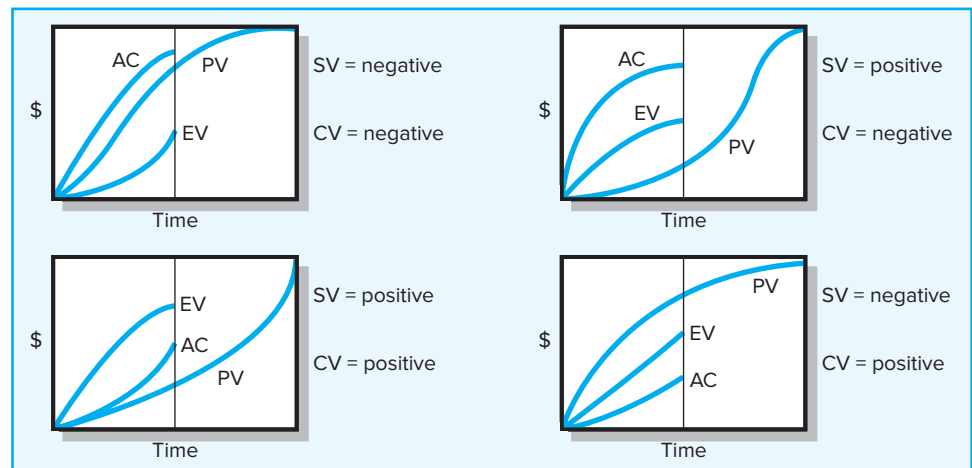 AC
PV
SV = negative
$
EV
CV = negative
Time
AC
SV = positive
$
EV
CV = negative
PV
Time
EV
SV = positive
$
AC
CV = positive
PV
Time
PV
SV = negative
$
EV
CV = positive
AC
Time